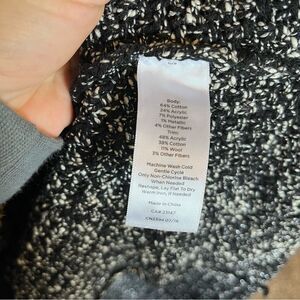 Body:
64% Cotton
24% Acrylic
7% Polyester
1% Metallic
4% Other Fibers
Trim:
48% Acrylic
38% Cotton
11% Wool
3% Other Fibers
Machine Wash Cold
Gentle Cycle
Only Non-Chlorine Bleach
When Needed
Reshape, Lay Flat To Dry
Warm Iron, If Needed
Made in China